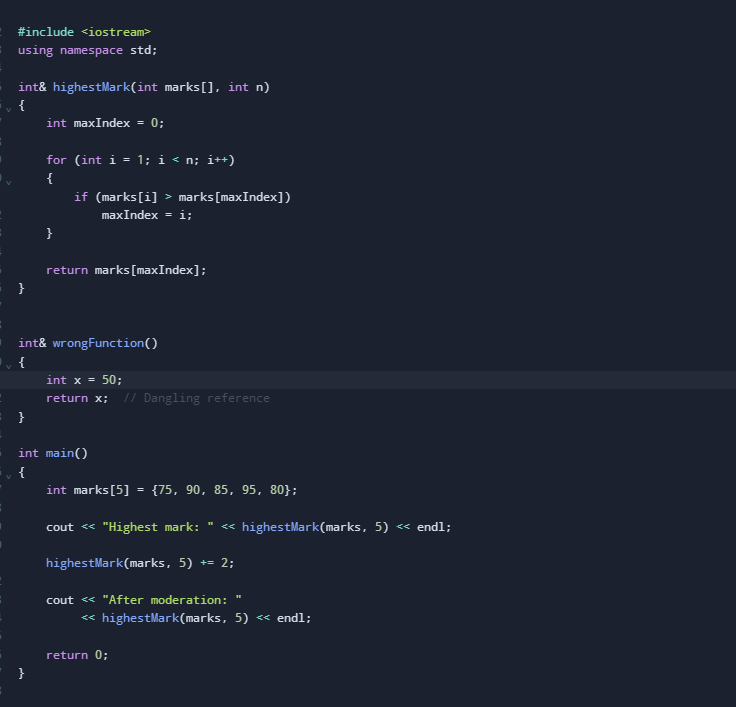 #include <iostream>
using namespace std;
int& highestMark(int marks[], int n)
{
    int maxIndex = 0;
    for (int i = 1; i < n; i++)
    {
        if (marks[i] > marks[maxIndex])
            maxIndex = i;
    }
    return marks[maxIndex];
}
int& wrongFunction()
{
    int x = 50;
    return x;  // Dangling reference
}
int main()
{
    int marks[5] = {75, 90, 85, 95, 80};
    cout << "Highest mark: " << highestMark(marks, 5) << endl;
    highestMark(marks, 5) += 2;
    cout << "After moderation: "
         << highestMark(marks, 5) << endl;
    return 0;
}